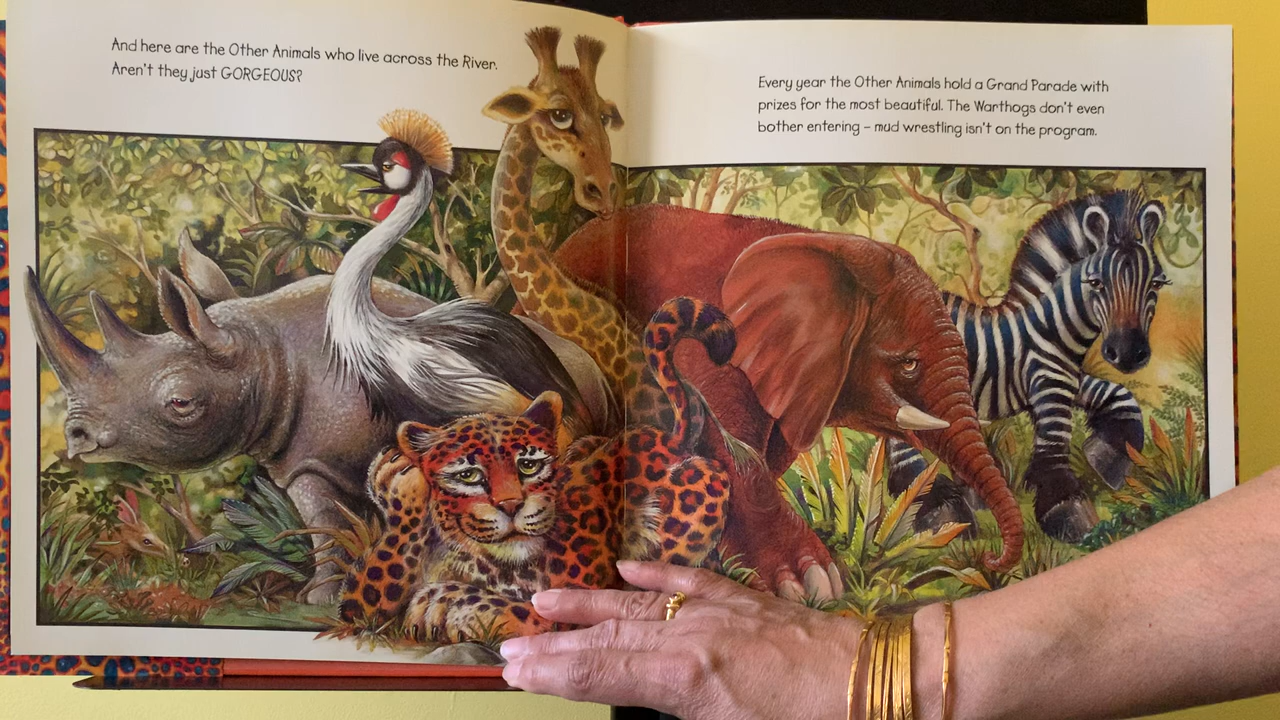 And here are the Other Animals who live across the River.
Aren't they just GORGEOUS?
Every year the Other Animals hold a Grand Parade with
prizes for the most beautiful. The Warthogs don't even
bother entering – mud wrestling isn't on the program.